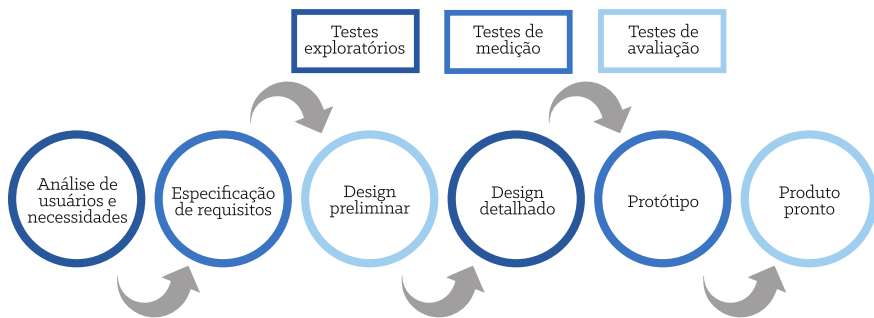 Testes
exploratórios
Testes de
medição
Testes de
avaliação
Análise de
usuários e
necessidades
Especificação
de requisitos
Design
preliminar
Design
detalhado
Protótipo
Produto
pronto